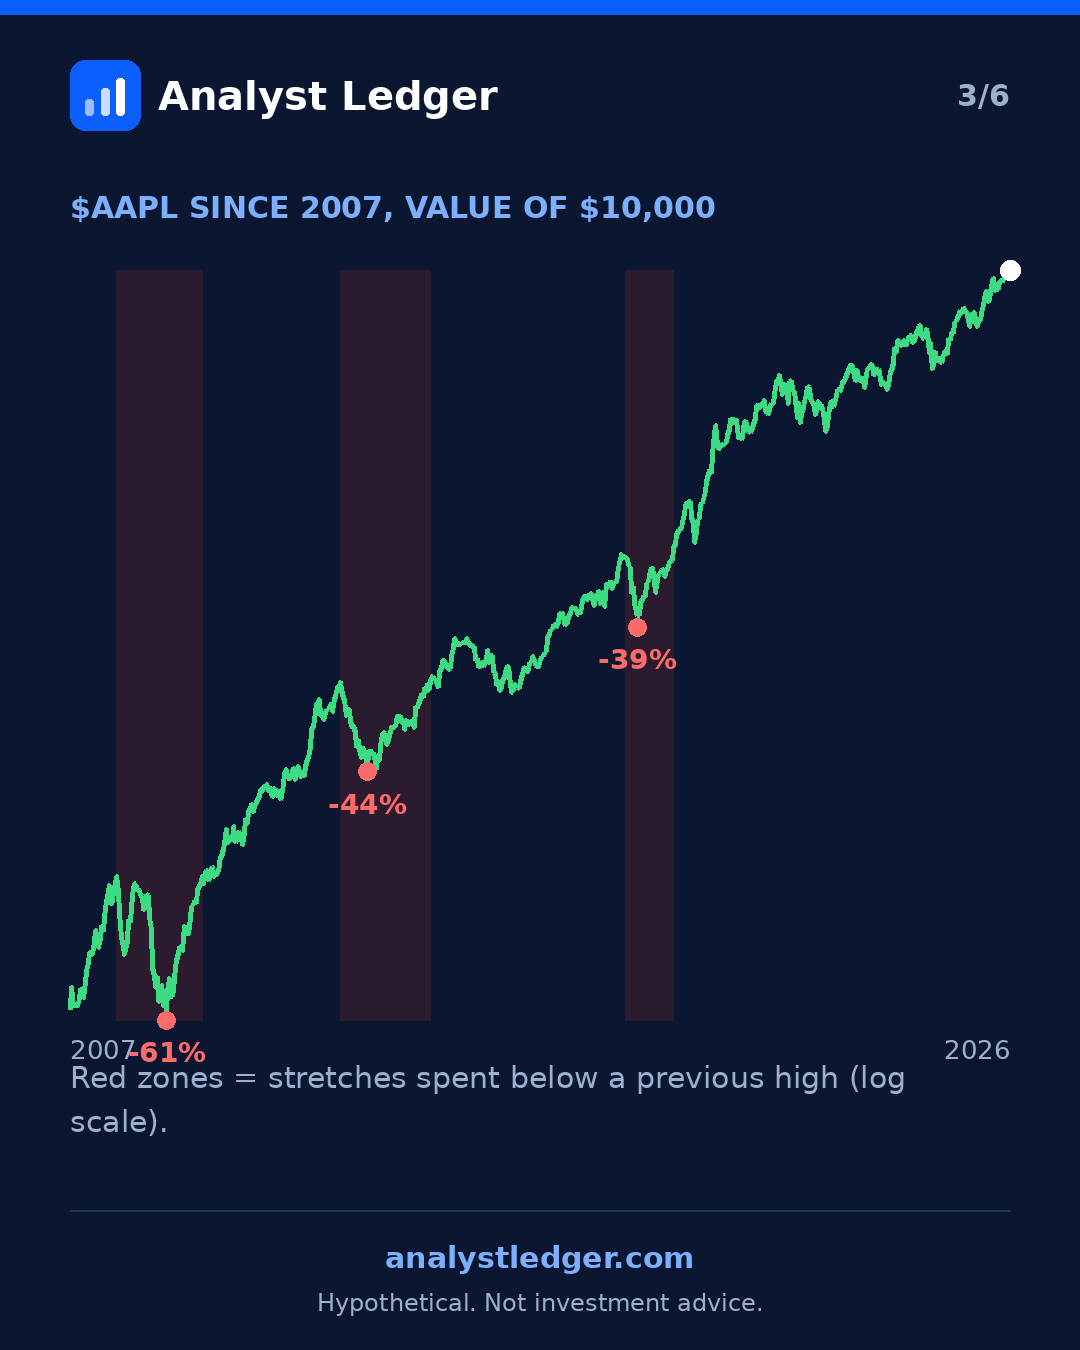 Analyst Ledger
3/6
$AAPL SINCE 2007, VALUE OF $10,000
-39%
-44%
-61%
2007
2026
Red zones = stretches spent below a previous high (log
scale).
analystledger.com
Hypothetical. Not investment advice.